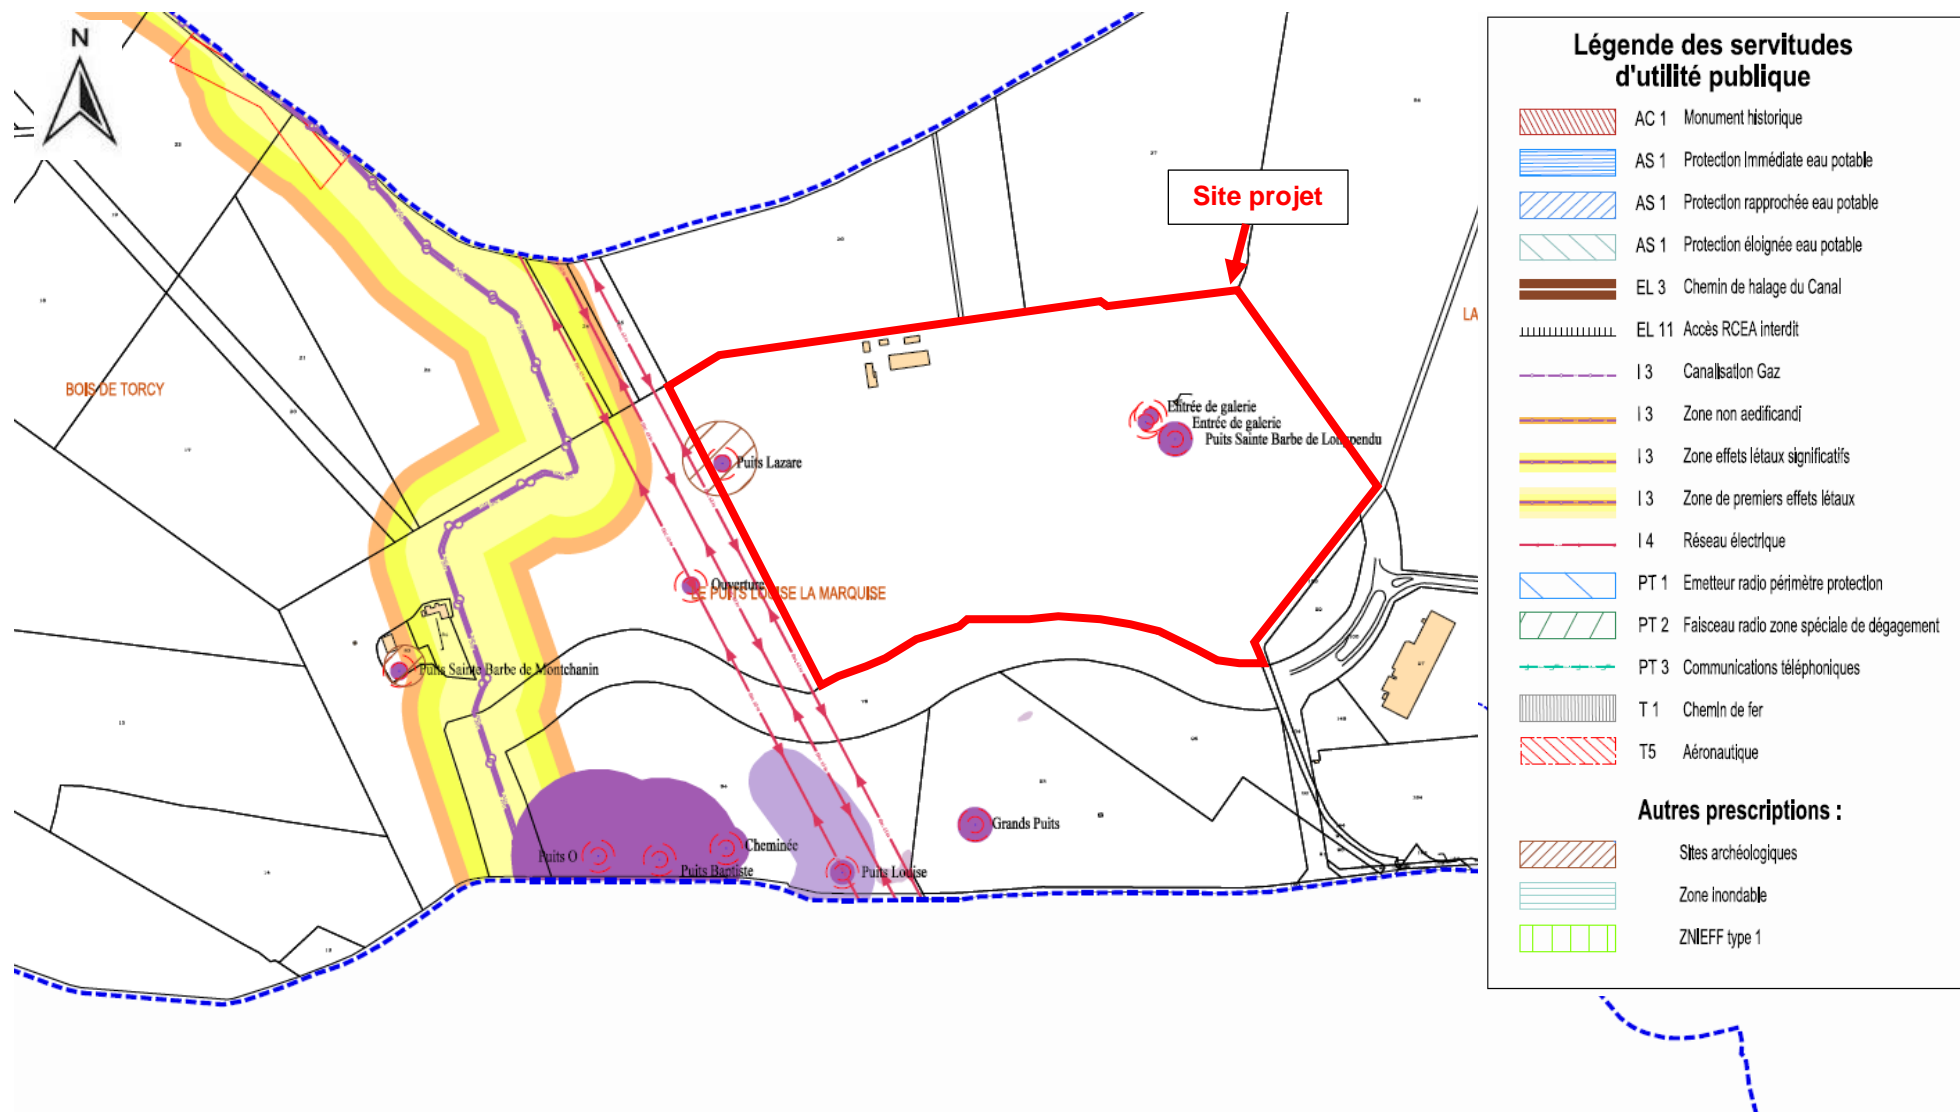 N
Site projet
LA
BOIS DE TORCY
Entrée de galerie
Entrée de galerie
Puits Sainte Barbe de Longpendu
Puits Lazare
Ouverture
LE PUITS LOUISE LA MARQUISE
Puits Sainte Barbe de Montchanin
Grands Puits
Cheminée
Puits O
Puits Baptiste
Puits Louise
Légende des servitudes
d'utilité publique
AC 1 Monument historique
AS 1 Protection Immédiate eau potable
AS 1 Protection rapprochée eau potable
AS 1 Protection éloignée eau potable
EL 3 Chemin de halage du Canal
EL 11 Accès RCEA interdit
I 3 Canalisation Gaz
I 3 Zone non aedificandi
I 3 Zone effets létaux significatifs
I 3 Zone de premiers effets létaux
I 4 Réseau électrique
PT 1 Emetteur radio périmètre protection
PT 2 Faisceau radio zone spéciale de dégagement
PT 3 Communications téléphoniques
T 1 Chemin de fer
T5 Aéronautique
Autres prescriptions :
Sites archéologiques
Zone Inondable
ZNIEFF type 1